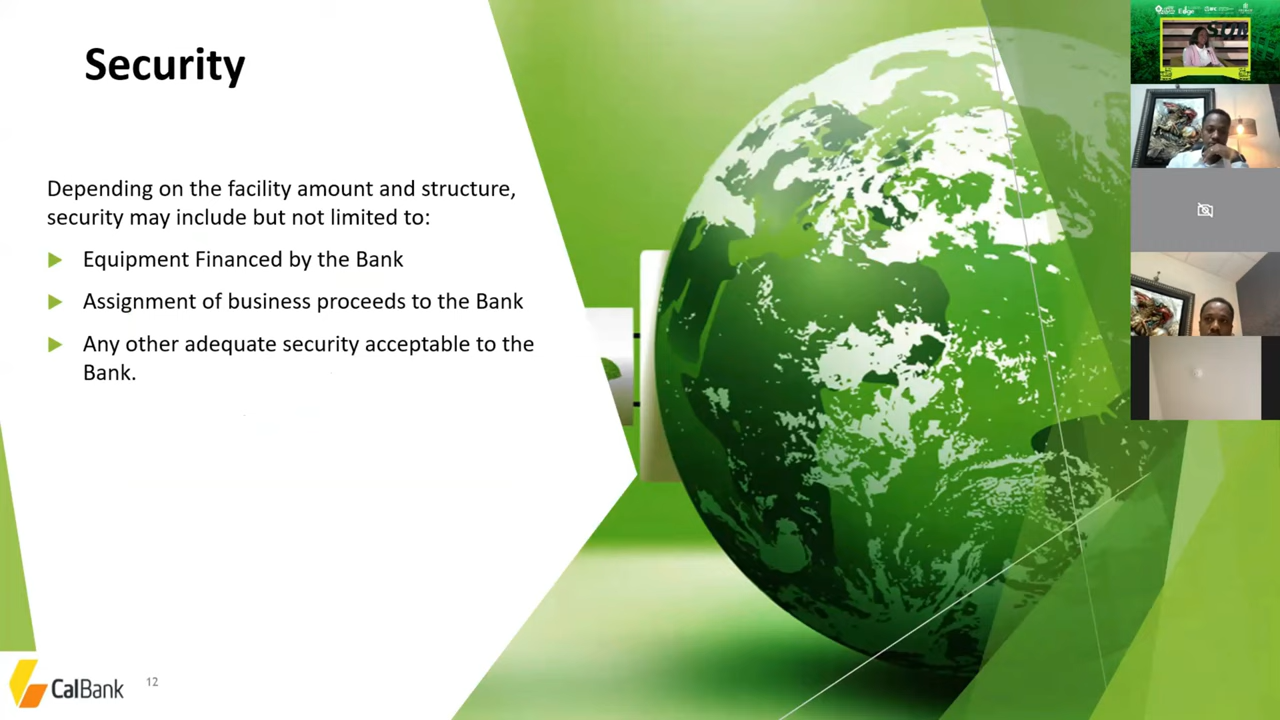 Security
Depending on the facility amount and structure,
security may include but not limited to:
Equipment Financed by the Bank
Assignment of business proceeds to the Bank
Any other adequate security acceptable to the
Bank.
CalBank
12
Edge